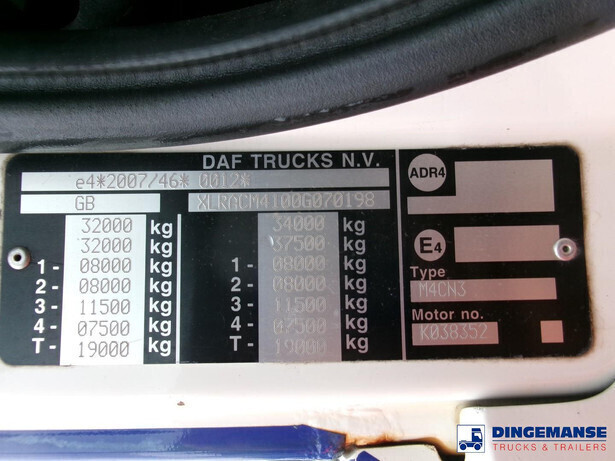 DAF TRUCKS N.V.
e4*2007/46* 0012*
GB XLRACM4100G070198
32000 kg 34000 kg
32000 kg 37500 kg
1 - 08000 kg 1 - 08000 kg
2 - 08000 kg 2 - 08000 kg
3 - 11500 kg 3 - 11500 kg
4 - 07500 kg 4 - 07500 kg
T - 19000 kg T - 19000 kg
ADR4
E4
Type
M4CN3
Motor no.
K038352
DINGEMANSE
TRUCKS & TRAILERS